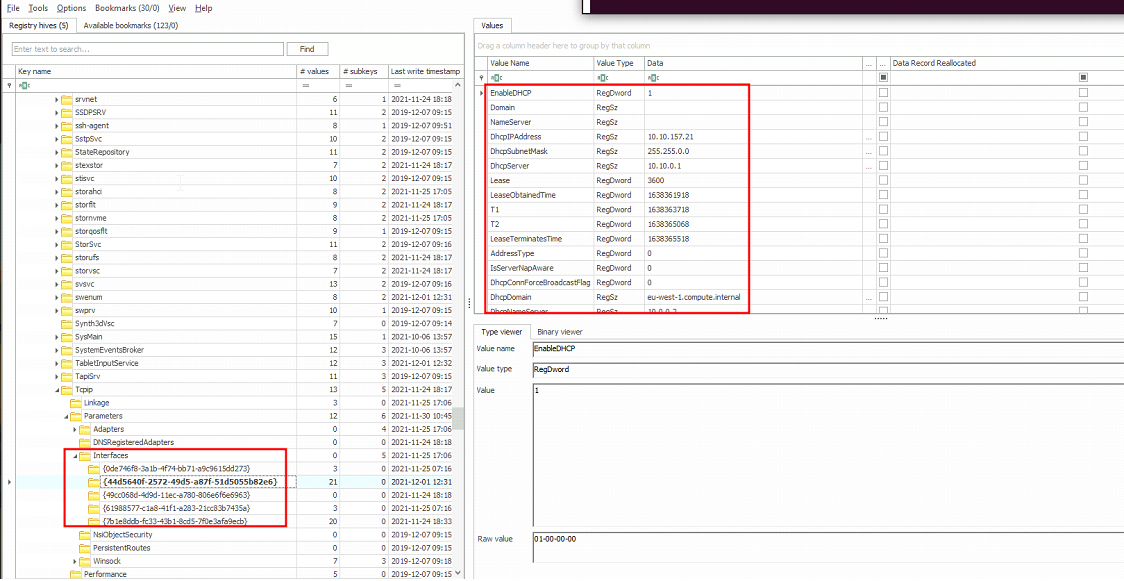 File Tools Options Bookmarks (30/0) View Help
Registry hives (5) Available bookmarks (123/0)
Enter text to search... Find
Key name # values # subkeys Last write timestamp
srvnet 6 1 2021-11-24 18:18
SSDPSRV 11 2 2019-12-07 09:15
ssh-agent 8 1 2019-12-07 09:51
SstpSvc 10 2 2019-12-07 09:15
StateRepository 11 2 2019-12-07 09:15
stexstor 7 2 2021-11-24 18:17
stisvc 10 2 2019-12-07 09:15
storahci 8 2 2021-11-25 17:05
storflt 9 2 2021-11-24 18:17
stornvme 8 2 2021-11-25 17:05
storqosflt 9 1 2019-12-07 09:15
StorSvc 11 2 2019-12-07 09:16
storufs 8 2 2021-11-24 18:17
storvsc 7 2 2021-11-24 18:17
svsvc 13 2 2019-12-07 09:16
swenum 8 2 2021-12-01 12:31
swprv 10 1 2019-12-07 09:15
Synth3dVsc 7 0 2019-12-07 09:14
SysMain 15 1 2021-10-06 13:57
SystemEventsBroker 12 3 2021-10-06 13:57
TabletInputService 12 3 2021-12-01 12:32
TapiSrv 11 3 2019-12-07 09:15
Tcpip 13 5 2021-11-24 18:17
Linkage 3 0 2021-11-25 17:06
Parameters 12 6 2021-11-30 10:45
Adapters 0 4 2021-11-25 17:06
DNSRegisteredAdapters 0 0 2021-11-24 18:18
Interfaces 0 5 2021-11-25 17:06
{0de746f8-3a1b-4f74-bb71-a9c9615dd273} 3 0 2021-11-25 07:16
{44d5640f-2572-49d5-a87f-51d5055b82e6} 21 0 2021-12-01 12:31
{49cc068d-4d9d-11ec-a780-806e6f6e6963} 0 0 2021-11-24 18:18
{61988577-c1a8-41f1-a283-21cc83b7435a} 3 0 2021-11-25 07:16
{7b1e8ddb-fc33-43b1-8cd5-7f0e3afa9ecb} 20 0 2021-11-24 18:33
NsiObjectSecurity 0 0 2019-12-07 09:15
PersistentRoutes 0 0 2019-12-07 09:15
Winsock 7 3 2019-12-07 09:18
Performance 5 0 2019-12-07 09:15
Values
Drag a column header here to group by that column
Value Name Value Type Data ... ... Data Record Reallocated
EnableDHCP RegDword 1
Domain RegSz
NameServer RegSz
DhcpIPAddress RegSz 10.10.157.21 ...
DhcpSubnetMask RegSz 255.255.0.0 ...
DhcpServer RegSz 10.10.0.1 ...
Lease RegDword 3600
LeaseObtainedTime RegDword 1638361918
T1 RegDword 1638363718
T2 RegDword 1638365068
LeaseTerminatesTime RegDword 1638365518
AddressType RegDword 0
IsServerNapAware RegDword 0
DhcpConnForceBroadcastFlag RegDword 0
DhcpDomain RegSz eu-west-1.compute.internal ...
DhcpNameServer RegSz 10.0.0.2
Type viewer Binary viewer
Value name EnableDHCP
Value type RegDword
Value 1
Raw value 01-00-00-00